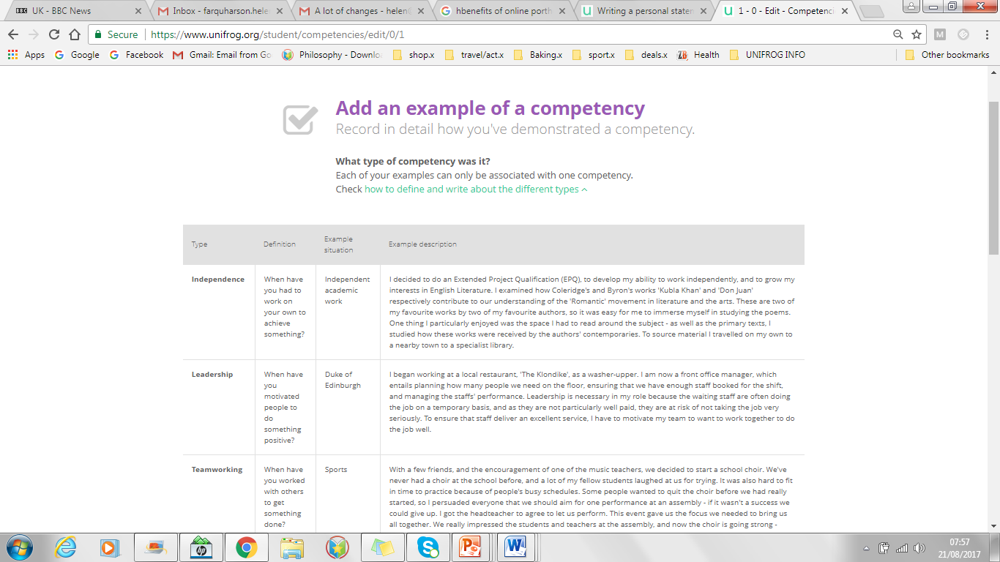 UK - BBC News
Inbox - farquharson.hele
A lot of changes - helen@
hbenefits of online porth
Writing a personal staten
1 - 0 - Edit - Competenci
Secure https://www.unifrog.org/student/competencies/edit/0/1
Apps Google Facebook Gmail: Email from Go Philosophy - Downlo shop.x travel/act.x Baking.x sport.x deals.x Health UNIFROG INFO Other bookmarks
Add an example of a competency
Record in detail how you've demonstrated a competency.
What type of competency was it?
Each of your examples can only be associated with one competency.
Check how to define and write about the different types
Type
Definition
Example
situation
Example description
Independence
When have
you had to
work on
your own to
achieve
something?
Independent
academic
work
I decided to do an Extended Project Qualification (EPQ), to develop my ability to work independently, and to grow my
interests in English Literature. I examined how Coleridge's and Byron's works 'Kubla Khan' and 'Don Juan'
respectively contribute to our understanding of the 'Romantic' movement in literature and the arts. These are two of
my favourite works by two of my favourite authors, so it was easy for me to immerse myself in studying the poems.
One thing I particularly enjoyed was the space I had to read around the subject - as well as the primary texts, I
studied how these works were received by the authors' contemporaries. To source material I travelled on my own to
a nearby town to a specialist library.
Leadership
When have
you
motivated
people to
do
something
positive?
Duke of
Edinburgh
I began working at a local restaurant, 'The Klondike', as a washer-upper. I am now a front office manager, which
entails planning how many people we need on the floor, ensuring that we have enough staff booked for the shift,
and managing the staffs' performance. Leadership is necessary in my role because the waiting staff are often doing
the job on a temporary basis, and as they are not particularly well paid, they are at risk of not taking the job very
seriously. To ensure that staff deliver an excellent service, I have to motivate my team to want to work together to do
the job well.
Teamworking
When have
you worked
with others
to get
something
done?
Sports
With a few friends, and the encouragement of one of the music teachers, we decided to start a school choir. We've
never had a choir at the school before, and a lot of my fellow students laughed at us for trying. It was also hard to fit
in time to practice because of people's busy schedules. Some people wanted to quit the choir before we had really
started, so I persuaded everyone that we should aim for one performance at an assembly - if it wasn't a success we
could give up. I got the headteacher to agree to let us perform. This event gave us the focus we needed to bring us
all together. We really impressed the students and teachers at the assembly, and now the choir is going strong -
07:57
21/08/2017